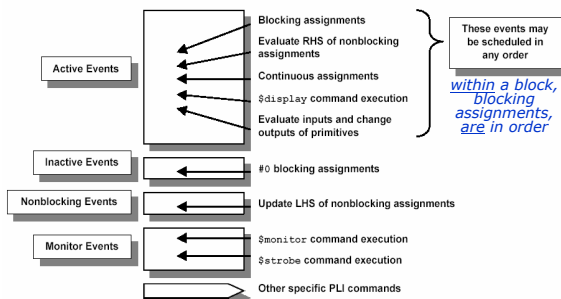 Active Events
Blocking assignments
Evaluate RHS of nonblocking
assignments
Continuous assignments
$display command execution
Evaluate inputs and change
outputs of primitives
These events may
be scheduled in
any order
within a block,
blocking
assignments,
are in order
Inactive Events
#0 blocking assignments
Nonblocking Events
Update LHS of nonblocking assignments
Monitor Events
$monitor command execution
$strobe command execution
Other specific PLI commands